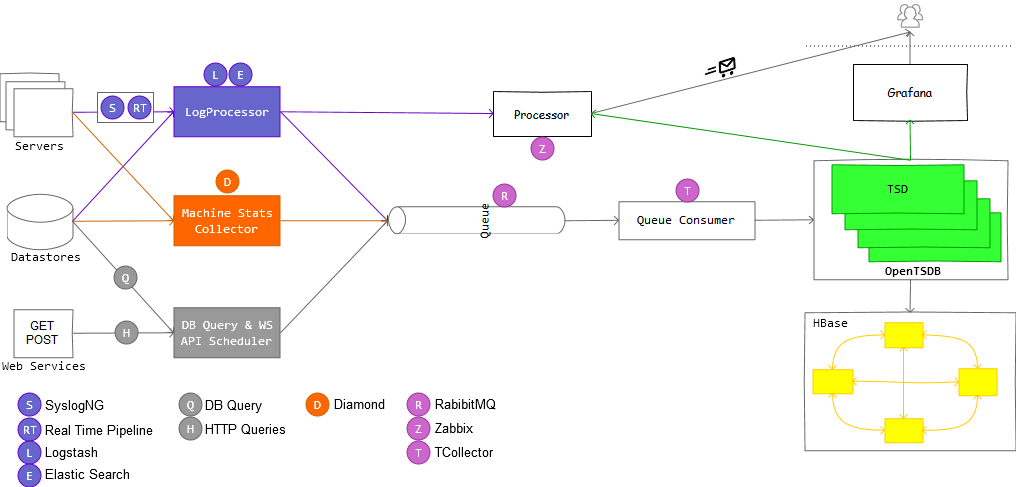 L
E
S
RT
LogProcessor
Servers
Processor
Z
Grafana
D
Machine Stats
Collector
Datastores
R
Queue
T
Queue Consumer
TSD
OpenTSDB
Q
GET
POST
H
DB Query & WS
API Scheduler
Web Services
HBase
S SyslogNG
RT Real Time Pipeline
L Logstash
E Elastic Search
Q DB Query
H HTTP Queries
D Diamond
R RabibitMQ
Z Zabbix
T TCollector